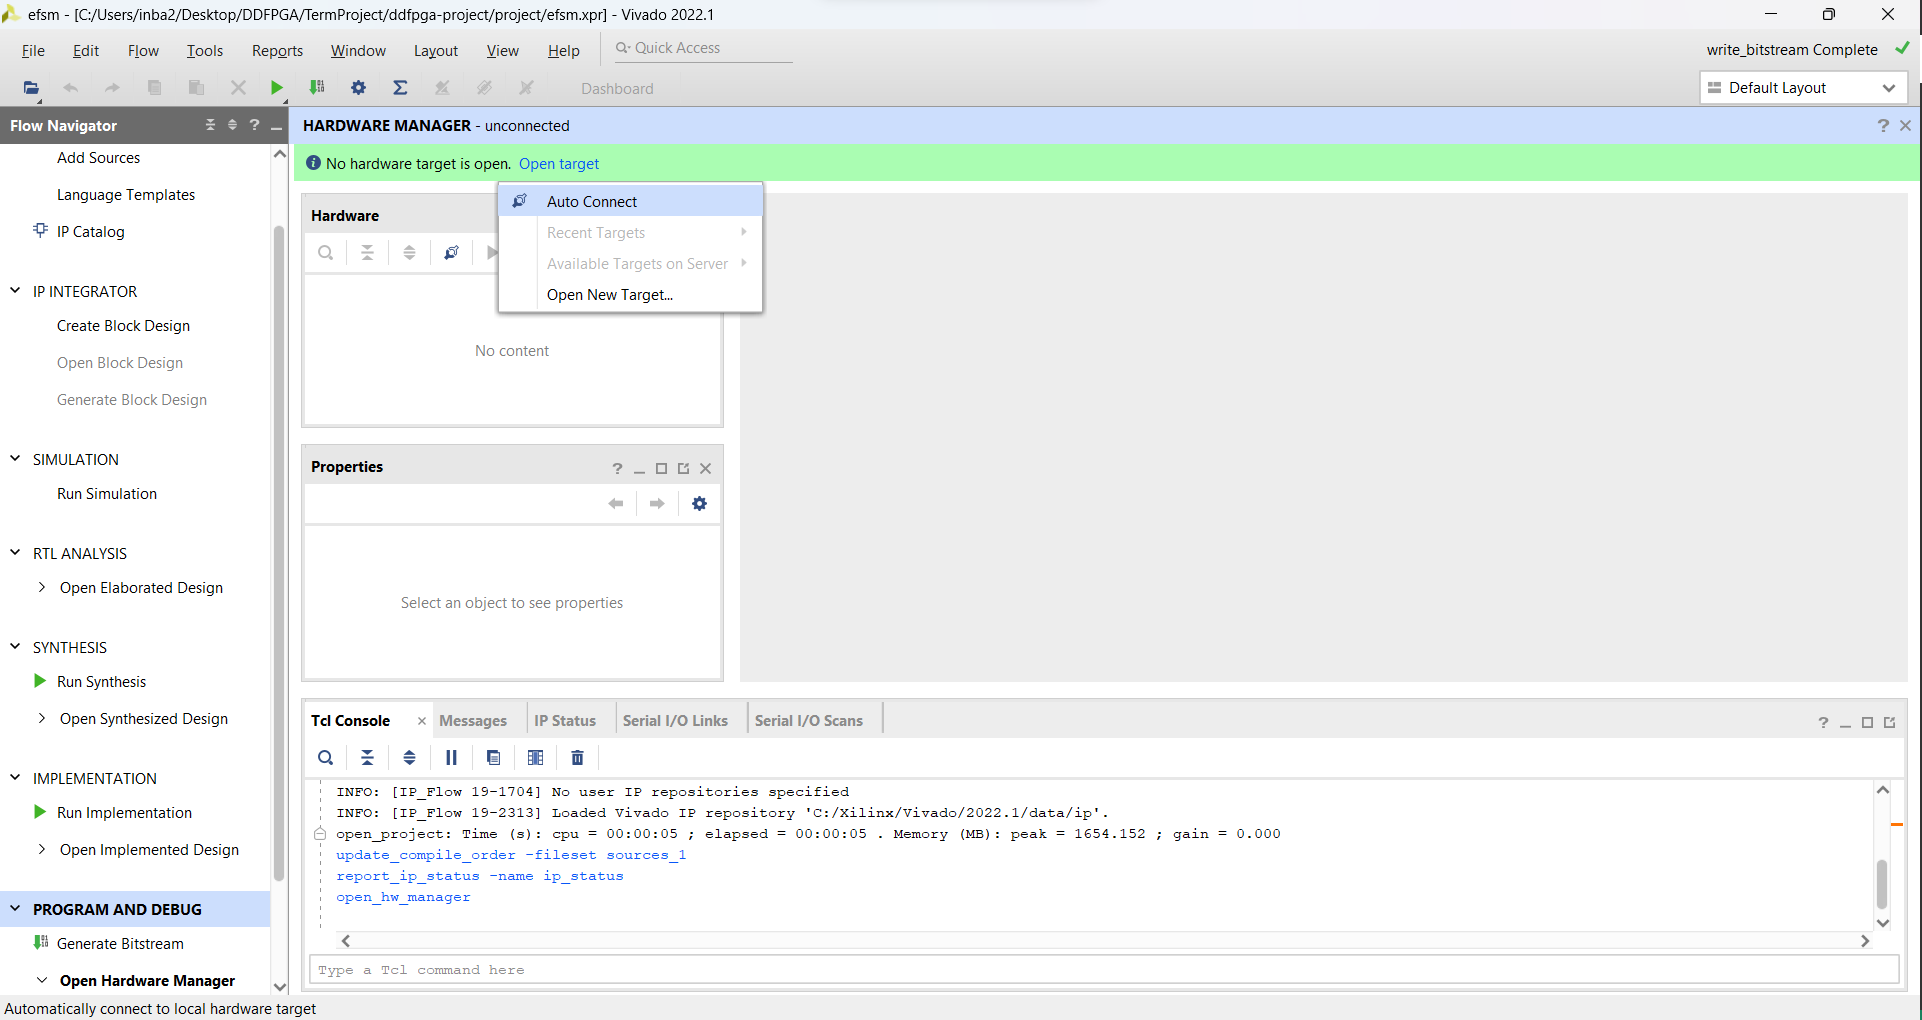 efsm - [C:/Users/inba2/Desktop/DDFPGA/TermProject/ddfpga-project/project/efsm.xpr] - Vivado 2022.1
File Edit Flow Tools Reports Window Layout View Help Quick Access
write_bitstream Complete
Dashboard
Default Layout
Flow Navigator
HARDWARE MANAGER - unconnected
No hardware target is open. Open target
Add Sources
Language Templates
IP Catalog
IP INTEGRATOR
Create Block Design
Open Block Design
Generate Block Design
SIMULATION
Run Simulation
RTL ANALYSIS
Open Elaborated Design
SYNTHESIS
Run Synthesis
Open Synthesized Design
IMPLEMENTATION
Run Implementation
Open Implemented Design
PROGRAM AND DEBUG
Generate Bitstream
Open Hardware Manager
Hardware
Auto Connect
Recent Targets
Available Targets on Server
Open New Target...
No content
Properties
Select an object to see properties
Tcl Console Messages IP Status Serial I/O Links Serial I/O Scans
INFO: [IP_Flow 19-1704] No user IP repositories specified
INFO: [IP_Flow 19-2313] Loaded Vivado IP repository 'C:/Xilinx/Vivado/2022.1/data/ip'.
open_project: Time (s): cpu = 00:00:05 ; elapsed = 00:00:05 . Memory (MB): peak = 1654.152 ; gain = 0.000
update_compile_order -fileset sources_1
report_ip_status -name ip_status
open_hw_manager
Type a Tcl command here
Automatically connect to local hardware target